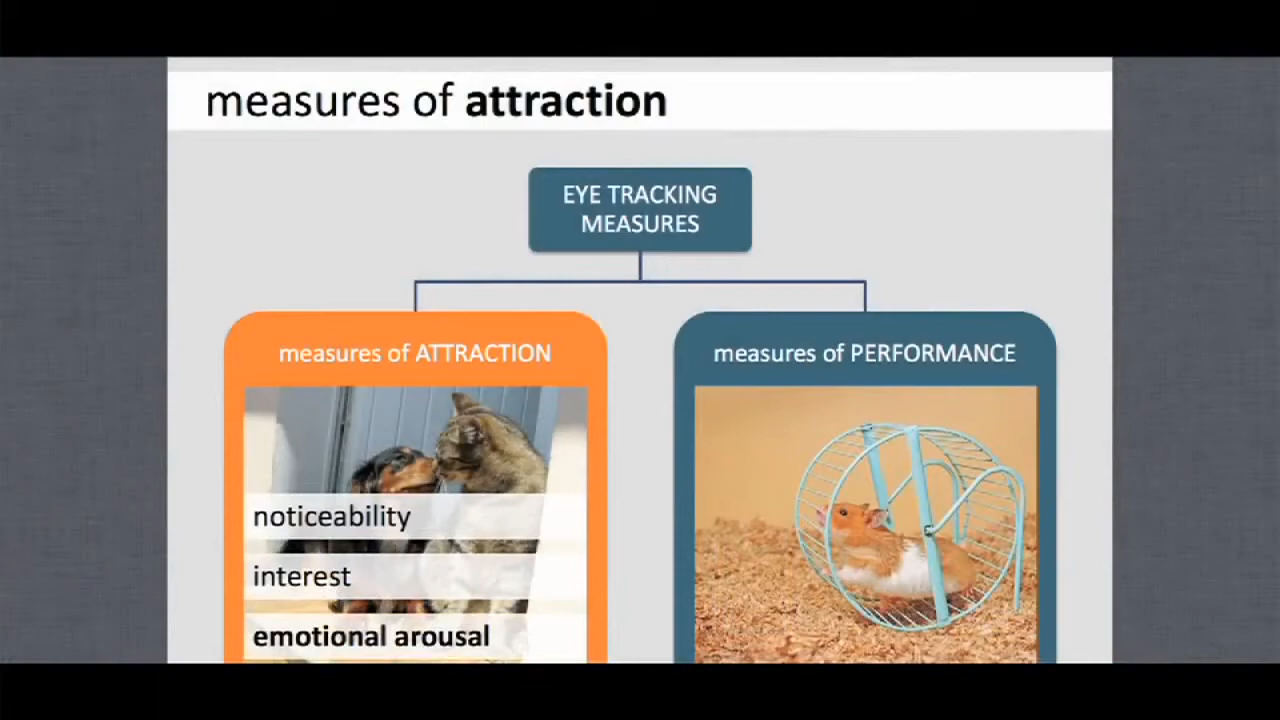 measures of attraction
EYE TRACKING
MEASURES
measures of ATTRACTION
measures of PERFORMANCE
noticeability
interest
emotional arousal